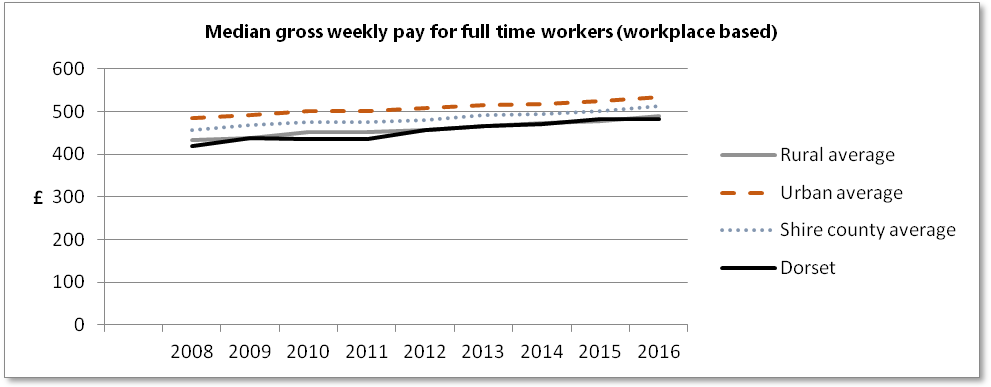 Median gross weekly pay for full time workers (workplace based)
600
500
400
300
200
100
0
£
2008 2009 2010 2011 2012 2013 2014 2015 2016
Rural average
Urban average
Shire county average
Dorset